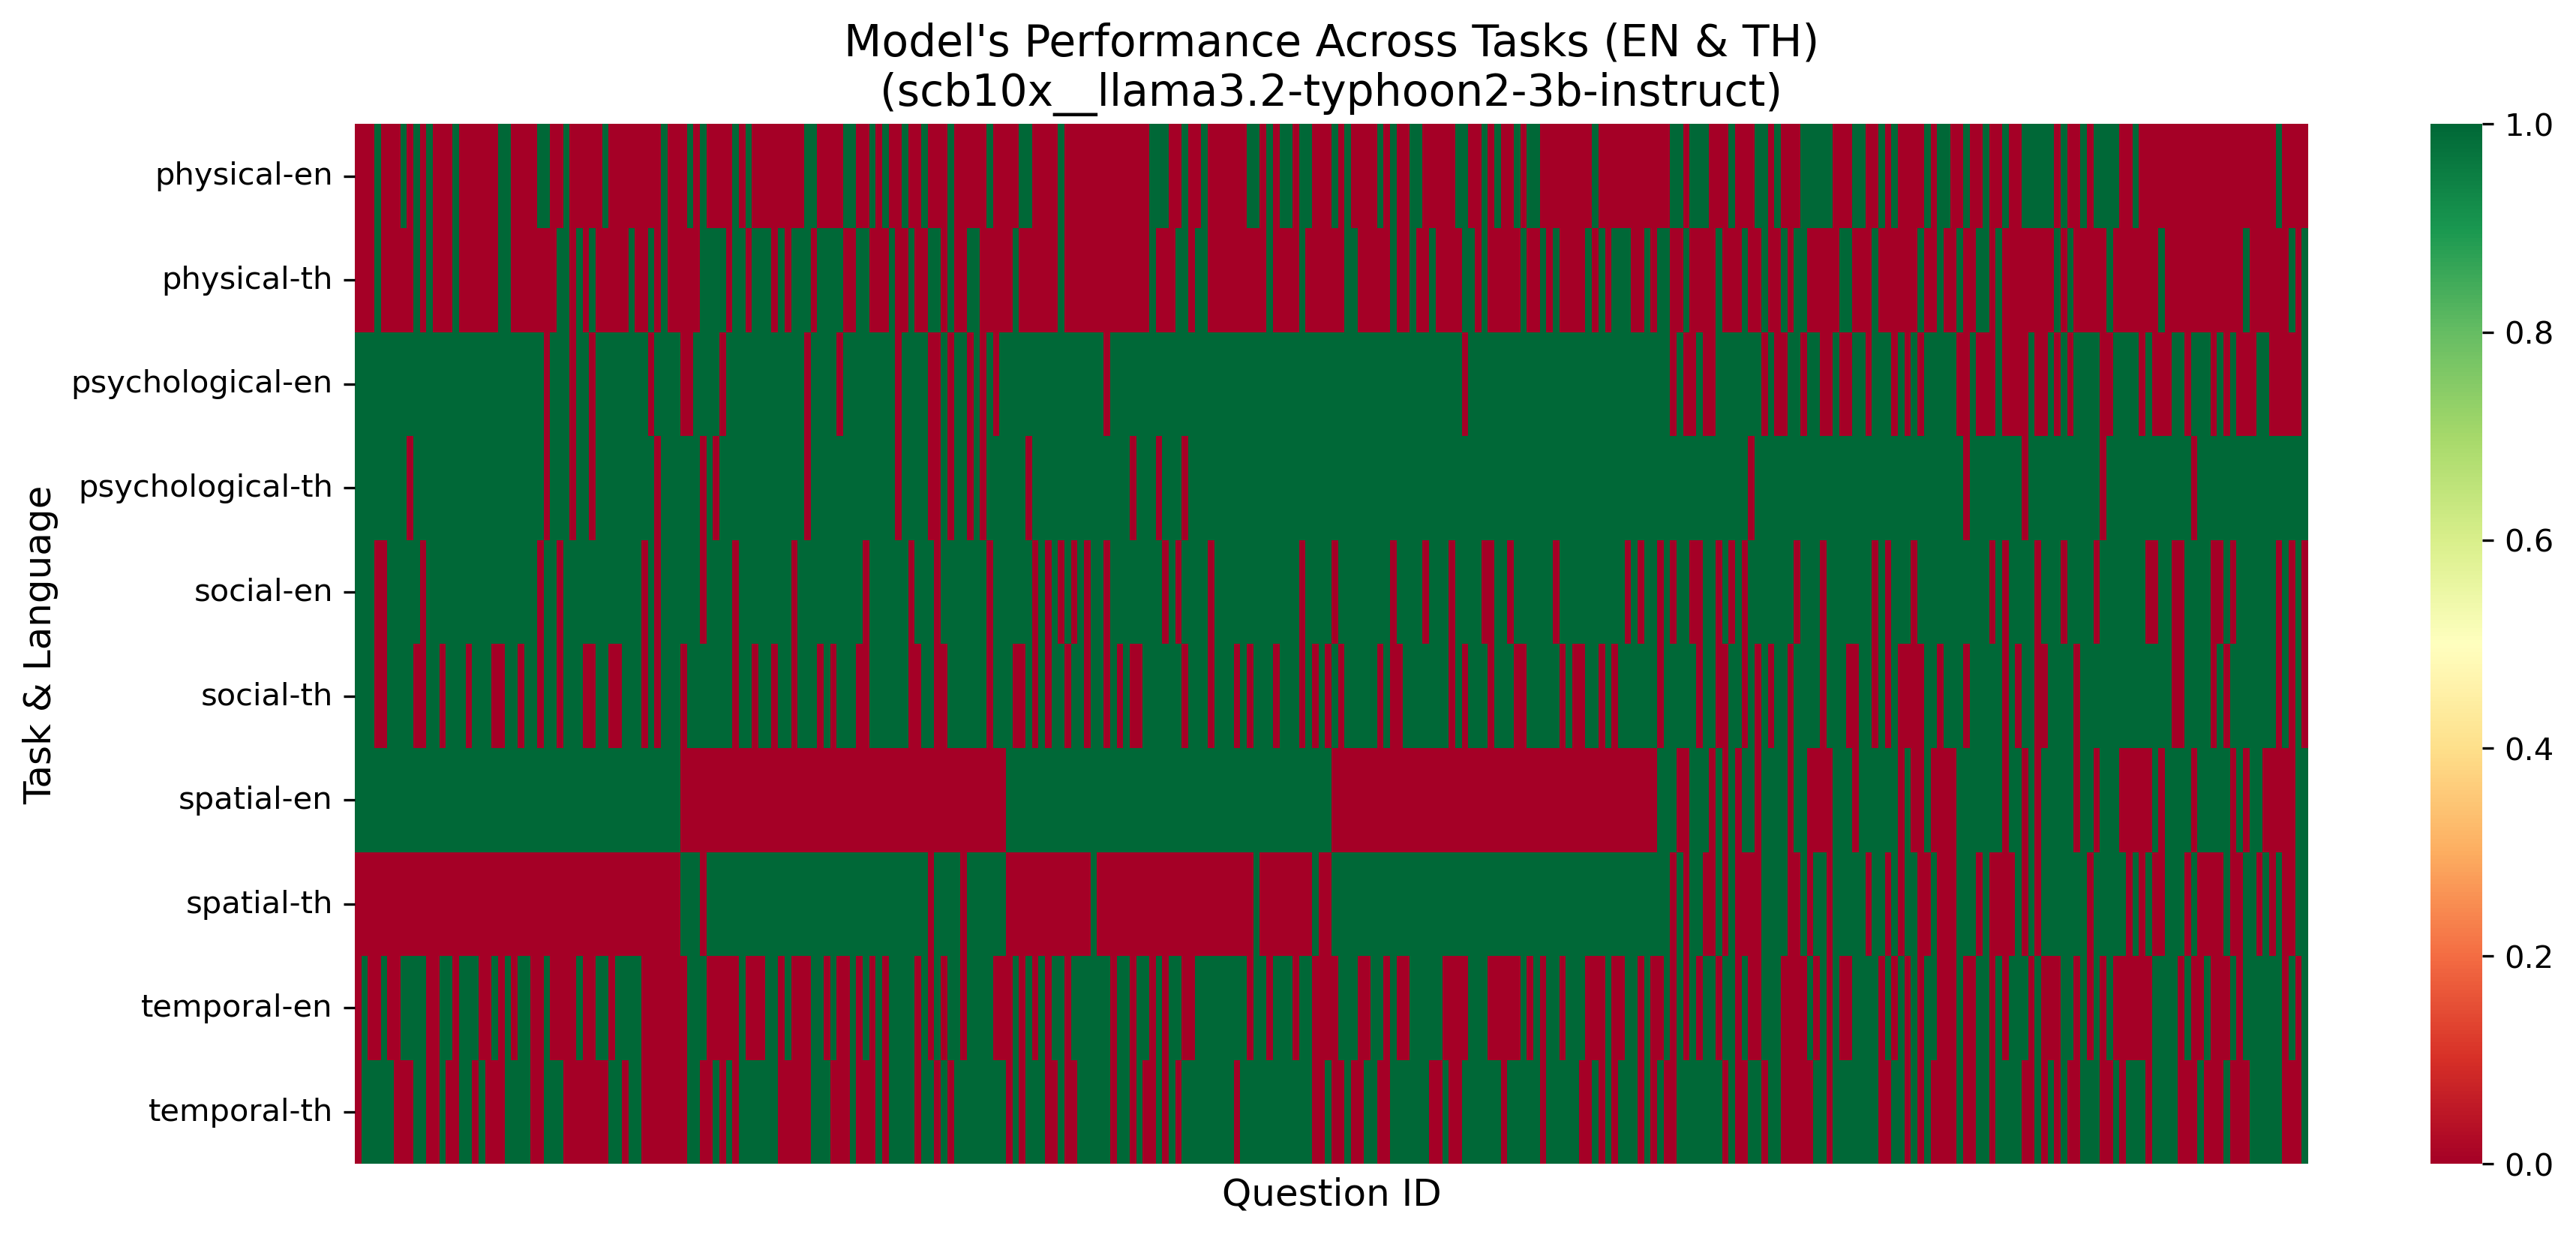 Model's Performance Across Tasks (EN & TH)
(scb10x__llama3.2-typhoon2-3b-instruct)
Task & Language
physical-en
physical-th
psychological-en
psychological-th
social-en
social-th
spatial-en
spatial-th
temporal-en
temporal-th
Question ID
1.0
0.8
0.6
0.4
0.2
0.0